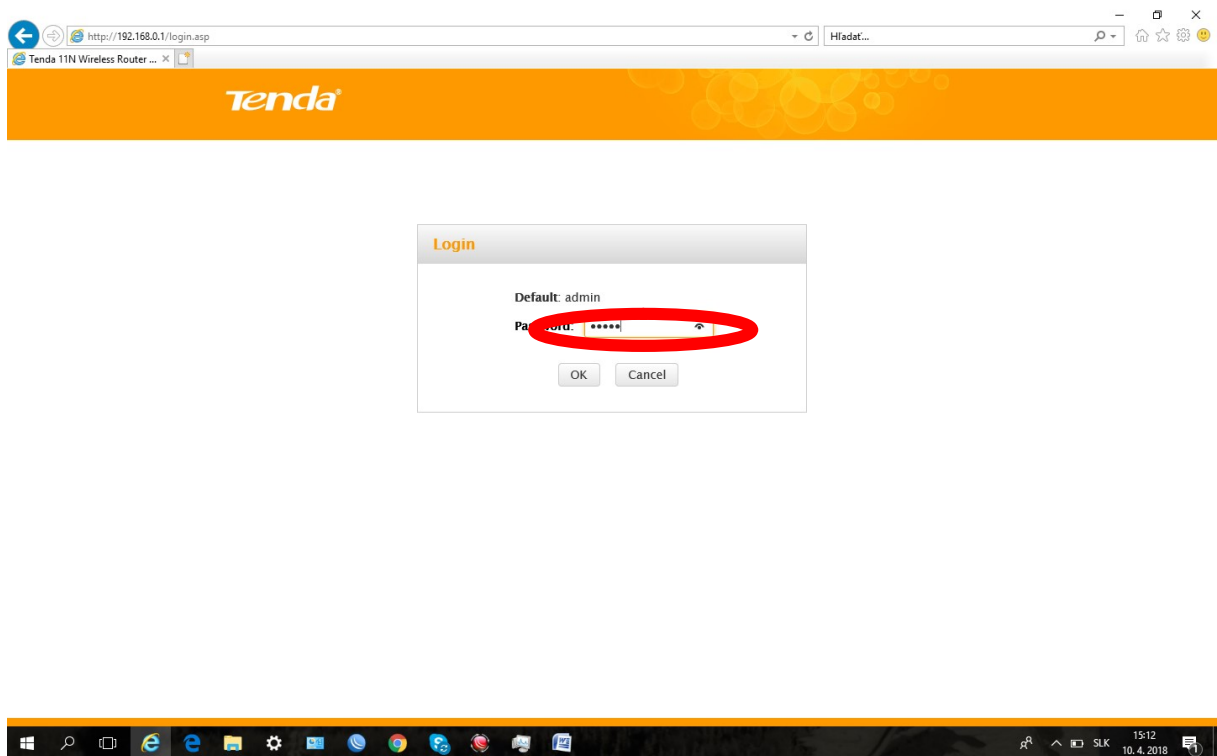 http://192.168.0.1/login.asp
Hľadať...
Tenda 11N Wireless Router ...
Tenda®
Login
Default: admin
Password: •••••
OK
Cancel
SLK
15:12
10. 4. 2018